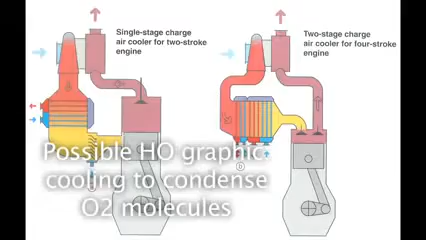 Single-stage charge
air cooler for two-stroke
engine
Two-stage charge
air cooler for four-stroke
engine
Possible HO graphic
cooling to condense
O2 molecules